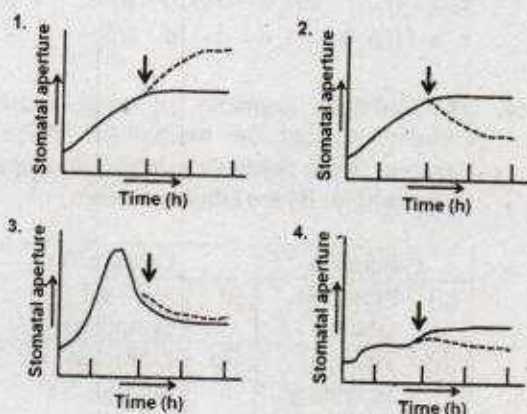 1.
Stomatal aperture
Time (h)
2.
Stomatal aperture
Time (h)
3.
Stomatal aperture
Time (h)
4.
Stomatal aperture
Time (h)